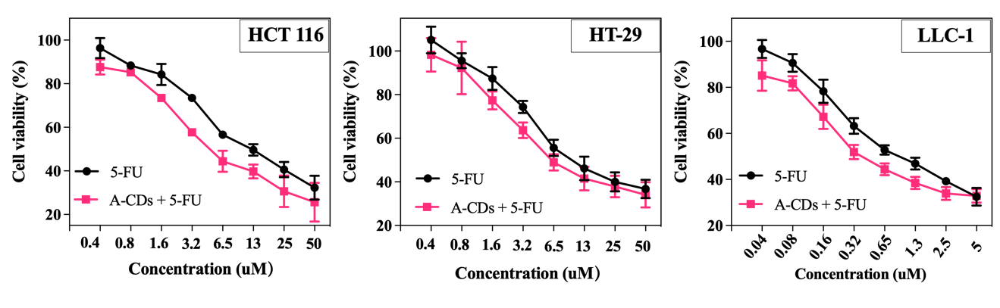 HCT 116
Cell viability (%)
100
80
60
40
20
5-FU
A-CDs + 5-FU
0.4 0.8 1.6 3.2 6.5 13 25 50
Concentration (uM)
HT-29
Cell viability (%)
100
80
60
40
20
5-FU
A-CDs + 5-FU
0.4 0.8 1.6 3.2 6.5 13 25 50
Concentration (uM)
LLC-1
Cell viability (%)
100
80
60
40
20
5-FU
A-CDs + 5-FU
0.04 0.08 0.16 0.32 0.65 1.3 2.5 5
Concentration (uM)